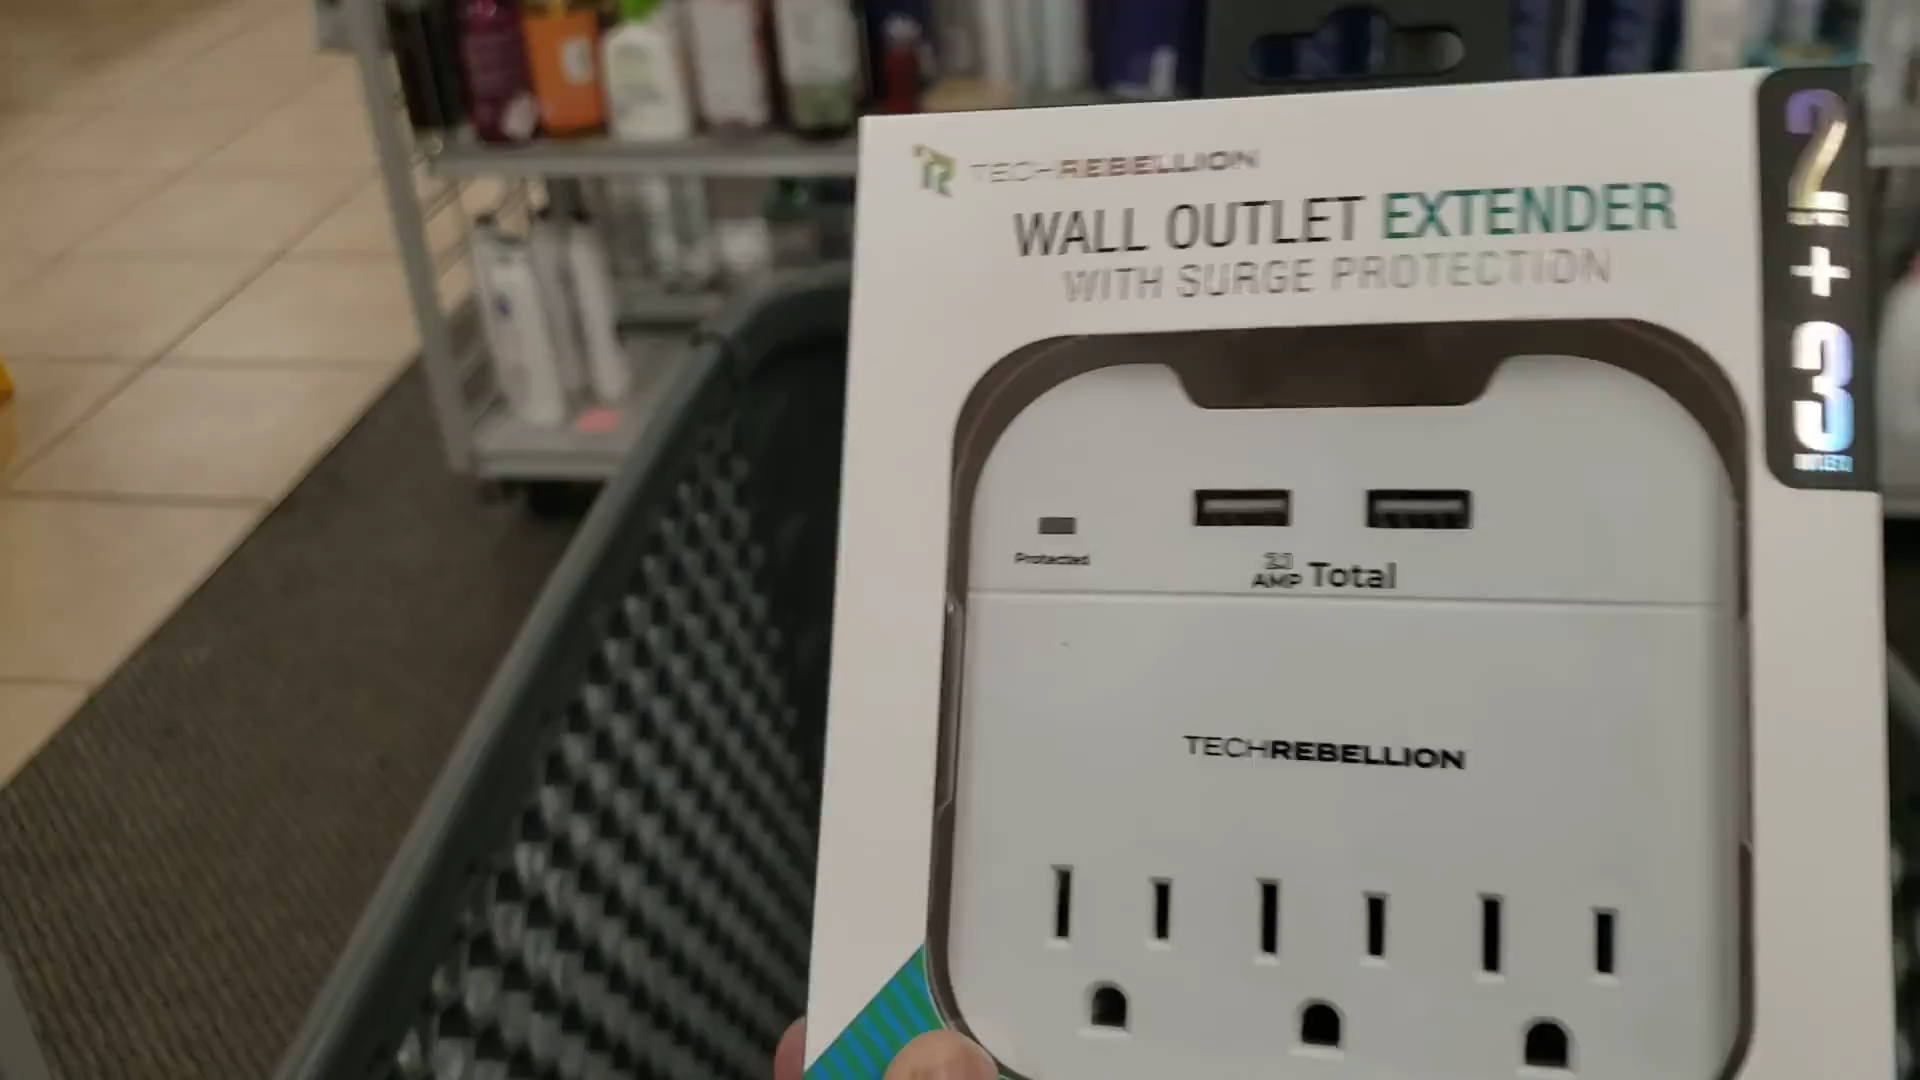 TECHREBELLION
WALL OUTLET EXTENDER
WITH SURGE PROTECTION
2
+
3
Protected
AMP Total
TECHREBELLION